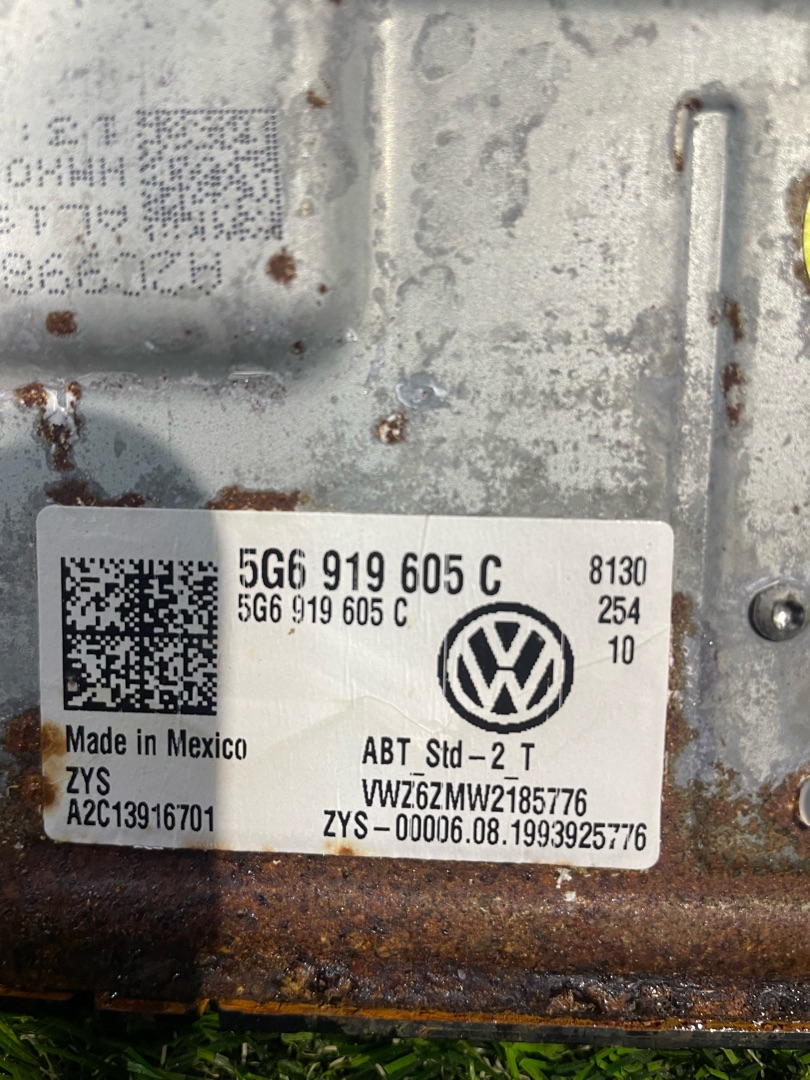 5G6 919 605 C
5G6 919 605 C
8130
254
10
Made in Mexico
ZYS
A2C13916701
ABT_Std-2_T
VWZ6ZMW2185776
ZYS-00006.08.1993925776